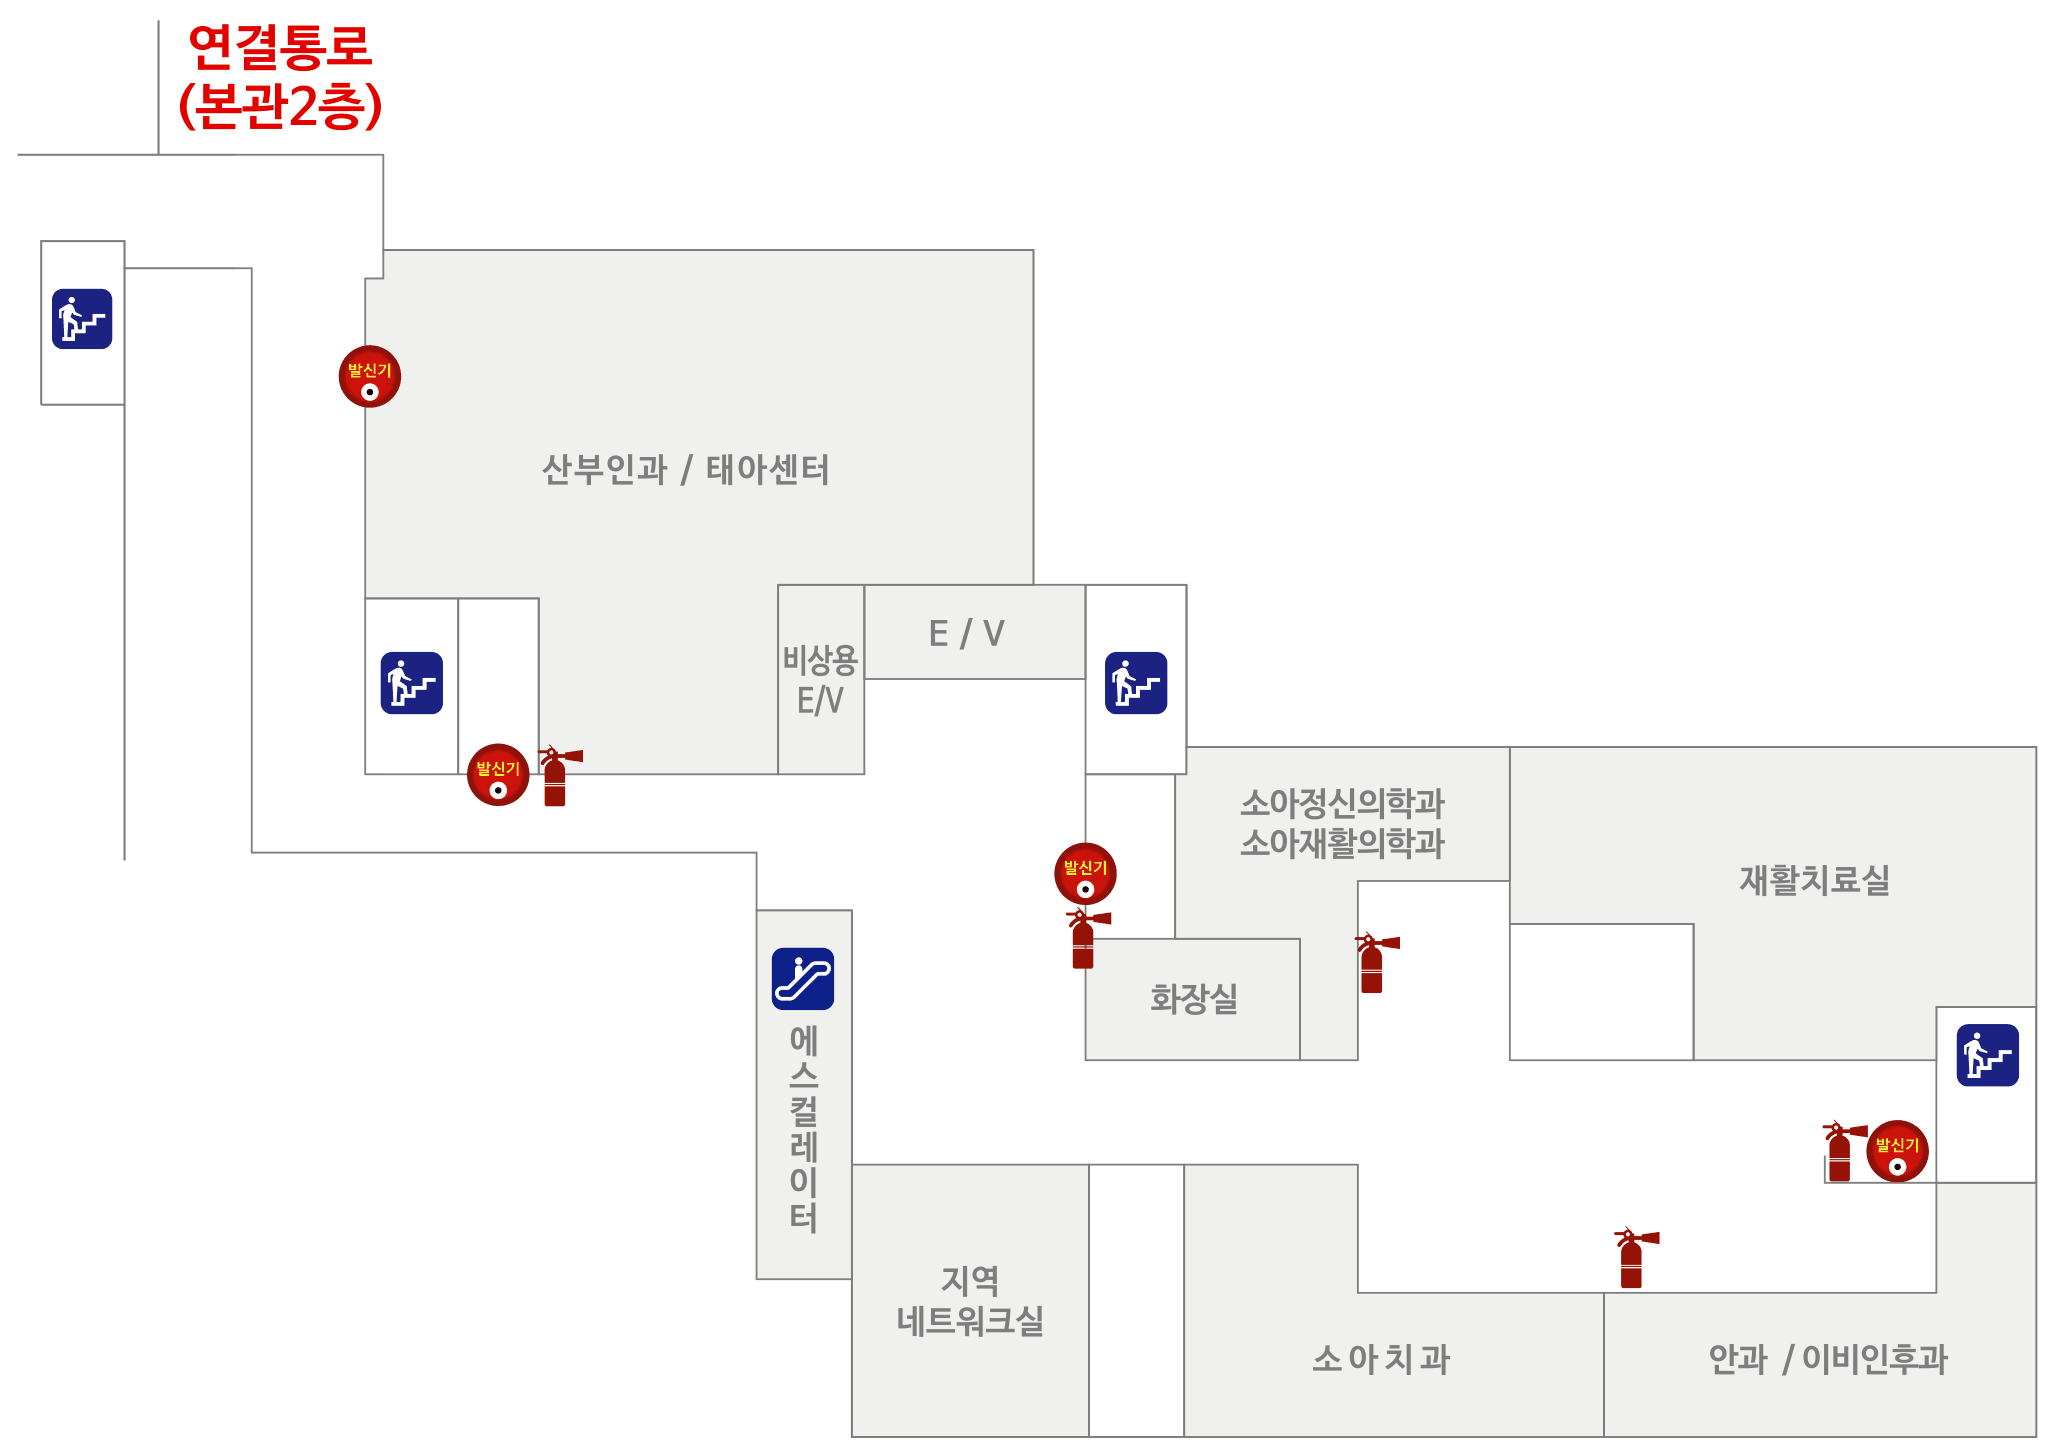 연결통로
(본관2층)
발신기
산부인과 / 태아센터
비상용
E/V
E / V
발신기
소아정신의학과
소아재활의학과
재활치료실
발신기
화장실
에스컬레이터
발신기
지역
네트워크실
소아치과
안과 / 이비인후과